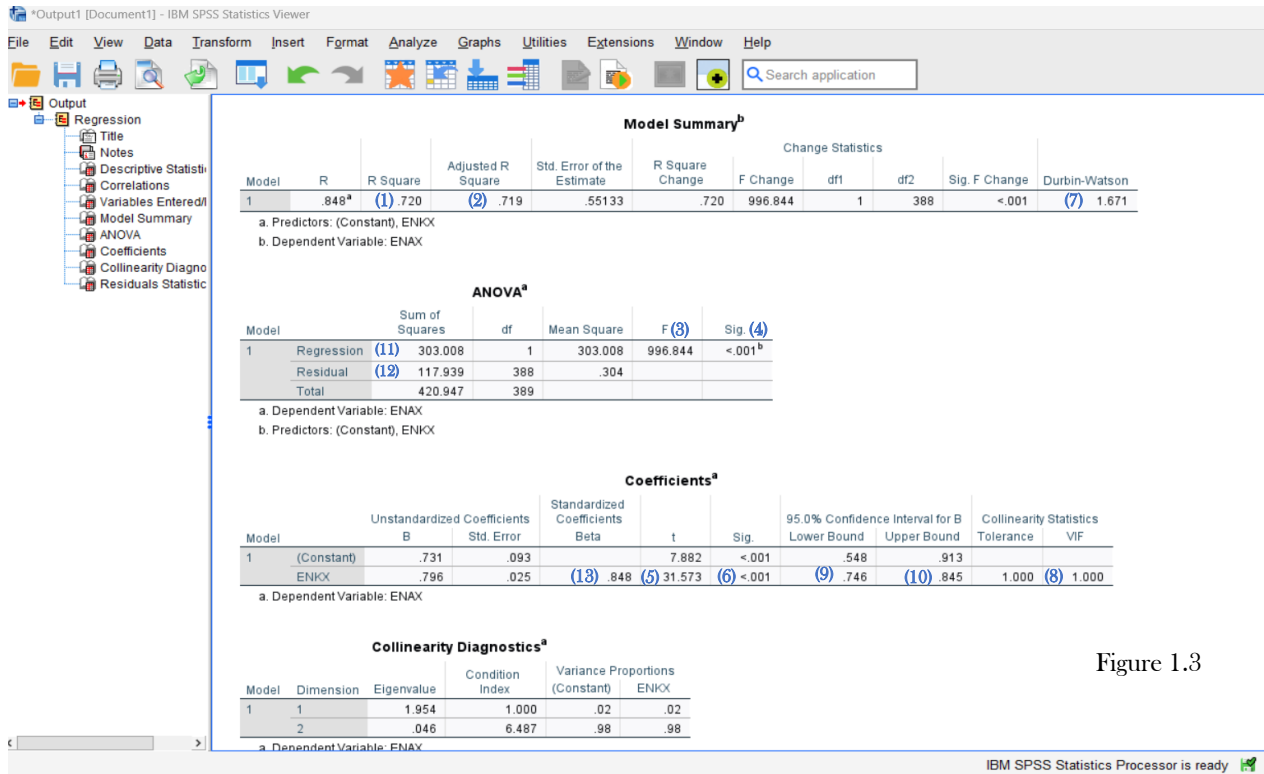 *Output1 [Document1] - IBM SPSS Statistics Viewer
File Edit View Data Transform Insert Format Analyze Graphs Utilities Extensions Window Help
Search application
Output
Regression
Title
Notes
Descriptive Statisti
Correlations
Variables Entered/
Model Summary
ANOVA
Coefficients
Collinearity Diagno
Residuals Statistic
Model Summaryb
Change Statistics
Model R R Square Adjusted R Square Std. Error of the Estimate R Square Change F Change df1 df2 Sig. F Change Durbin-Watson
1 .848a (1) .720 (2) .719 .55133 .720 996.844 1 388 <.001 (7) 1.671
a. Predictors: (Constant), ENKX
b. Dependent Variable: ENAX
ANOVAa
Model Sum of Squares df Mean Square F (3) Sig. (4)
1 Regression (11) 303.008 1 303.008 996.844 <.001b
Residual (12) 117.939 388 .304
Total 420.947 389
a. Dependent Variable: ENAX
b. Predictors: (Constant), ENKX
Coefficientsa
Unstandardized Coefficients Standardized Coefficients 95.0% Confidence Interval for B Collinearity Statistics
Model B Std. Error Beta t Sig. Lower Bound Upper Bound Tolerance VIF
1 (Constant) .731 .093 7.882 <.001 .548 .913
ENKX .796 .025 (13) .848 (5) 31.573 (6) <.001 (9) .746 (10) .845 1.000 (8) 1.000
a. Dependent Variable: ENAX
Collinearity Diagnosticsa
Variance Proportions
Model Dimension Eigenvalue Condition Index (Constant) ENKX
1 1 1.954 1.000 .02 .02
2 .046 6.487 .98 .98
a. Dependent Variable: ENAX
Figure 1.3
IBM SPSS Statistics Processor is ready